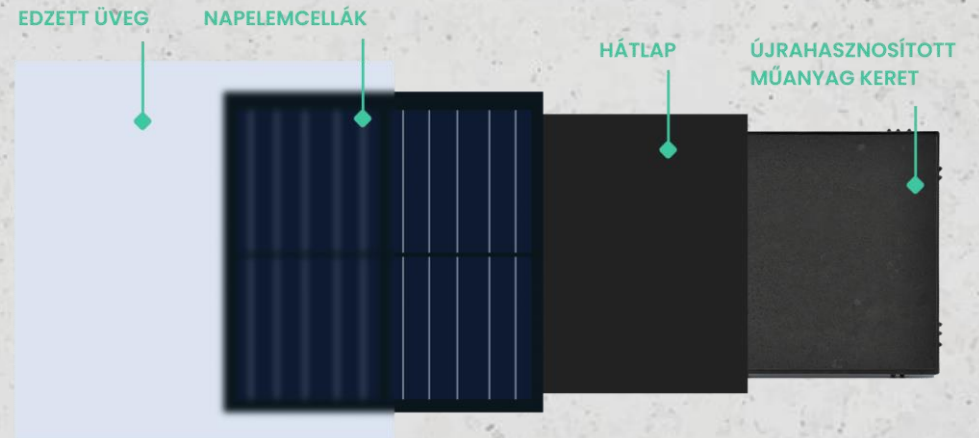 EDZETT ÜVEG
NAPELEMCELLÁK
HÁTLAP
ÚJRAHASZNOSÍTOTT
MŰANYAG KERET